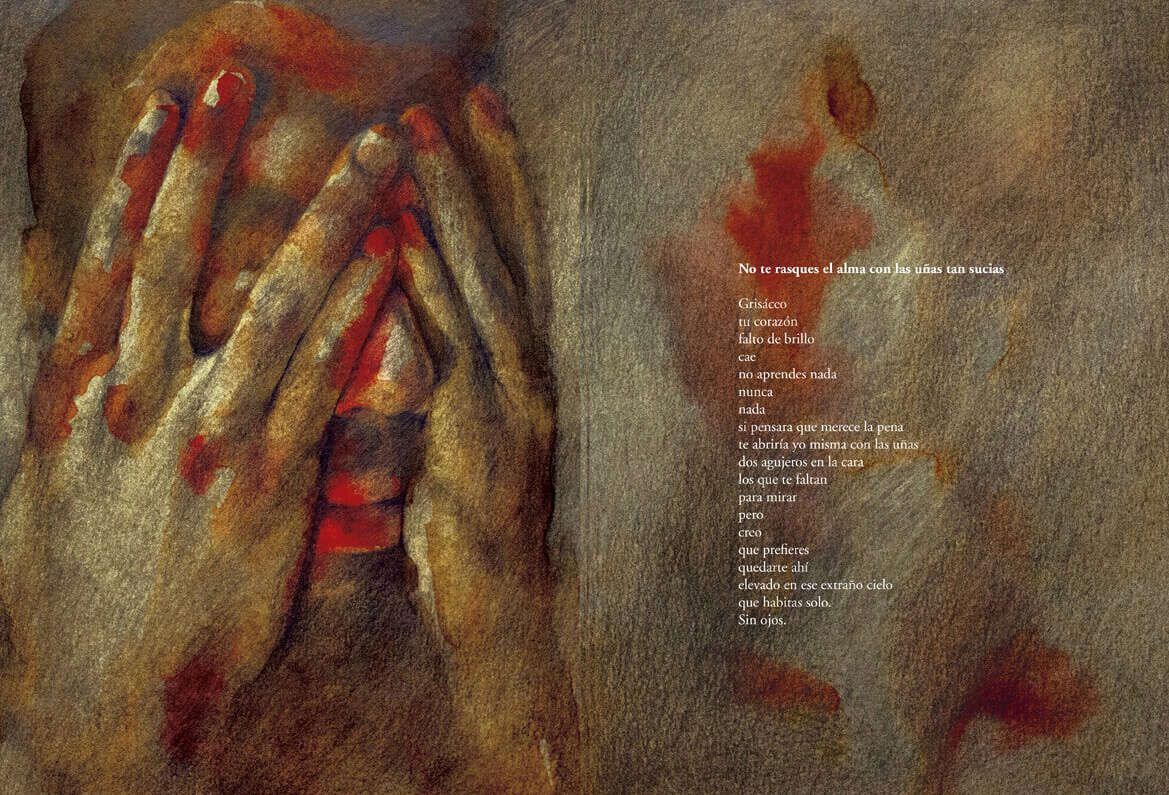 No te rasques el alma con las uñas tan sucias
Grisáceo
tu corazón
falto de brillo
cae
no aprendes nada
nunca
nada
si pensara que merece la pena
te abriría yo misma con las uñas
dos agujeros en la cara
los que te faltan
para mirar
pero
creo
que prefieres
quedarte ahí
elevado en ese extraño cielo
que habitas solo.
Sin ojos.